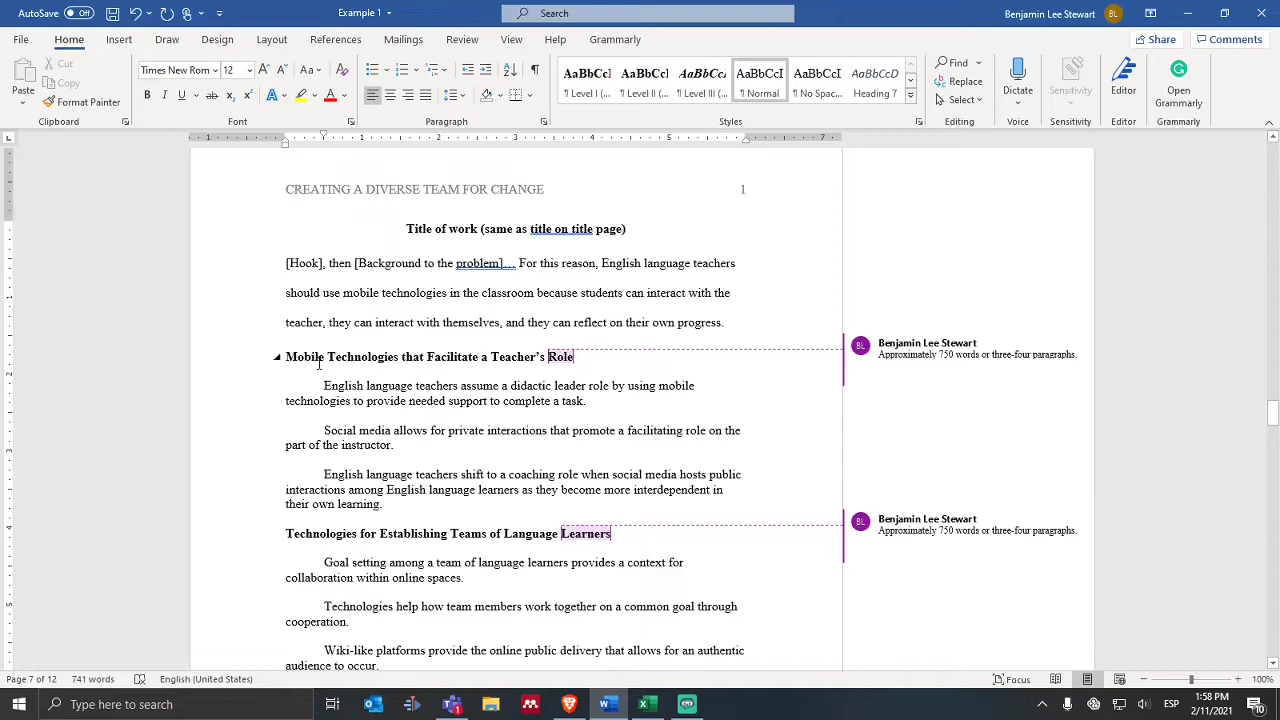 AutoSave Off Example 1 Search Benjamin Lee Stewart BL
File Home Insert Draw Design Layout References Mailings Review View Help Grammarly Share Comments
Paste Cut Copy Format Painter
Times New Rom 12
AaBbCcI AaBbCcI AaBbCcI AaBbCcI AaBbCcI AaBbCcD
¶ Level I (... ¶ Level II (... ¶ Level III (... ¶ Normal ¶ No Spac... Heading 7
Find Replace Select
Dictate Sensitivity Editor Open Grammarly
Clipboard Font Paragraph Styles Editing Voice Sensitivity Editor Grammarly
1 1 2 3 4 5 7
CREATING A DIVERSE TEAM FOR CHANGE 1
Title of work (same as title on title page)
[Hook], then [Background to the problem]… For this reason, English language teachers
should use mobile technologies in the classroom because students can interact with the
teacher, they can interact with themselves, and they can reflect on their own progress.
Mobile Technologies that Facilitate a Teacher’s Role
BL Benjamin Lee Stewart
Approximately 750 words or three-four paragraphs.
English language teachers assume a didactic leader role by using mobile
technologies to provide needed support to complete a task.
Social media allows for private interactions that promote a facilitating role on the
part of the instructor.
English language teachers shift to a coaching role when social media hosts public
interactions among English language learners as they become more interdependent in
their own learning.
Technologies for Establishing Teams of Language Learners
BL Benjamin Lee Stewart
Approximately 750 words or three-four paragraphs.
Goal setting among a team of language learners provides a context for
collaboration within online spaces.
Technologies help how team members work together on a common goal through
cooperation.
Wiki-like platforms provide the online public delivery that allows for an authentic
audience to occur.
Page 7 of 12 741 words English (United States) Focus 100%
Type here to search ESP 1:58 PM
2/11/2021